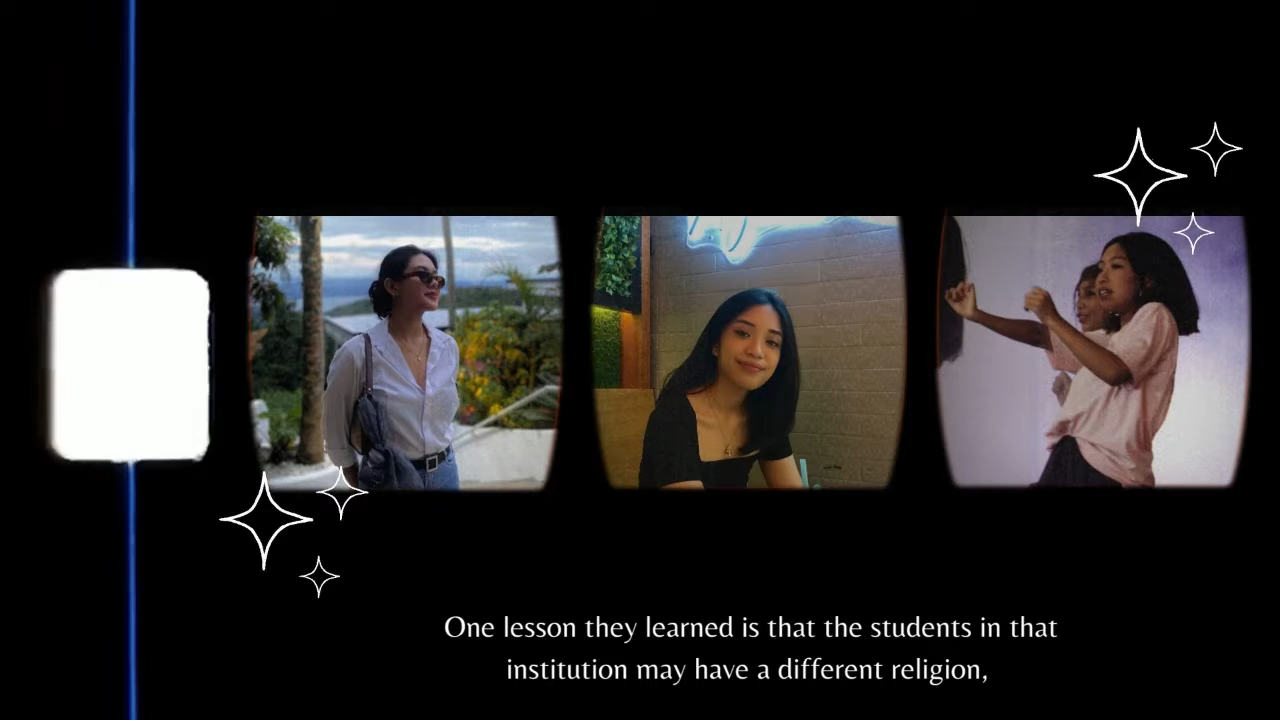 One lesson they learned is that the students in that
institution may have a different religion,